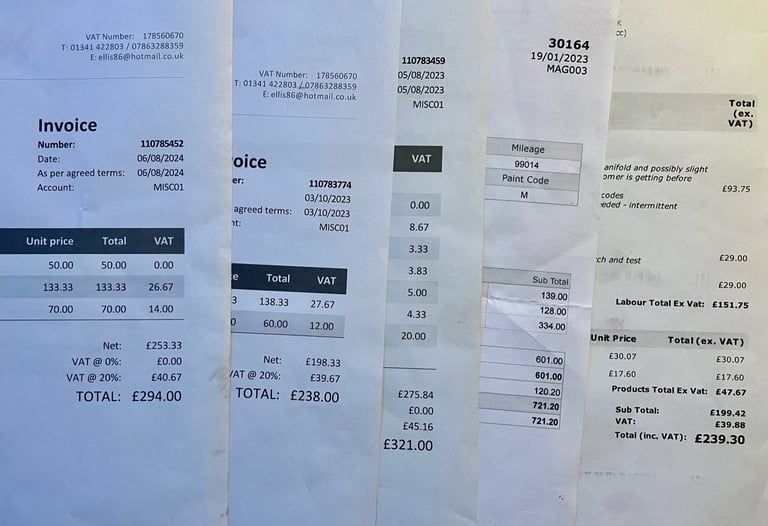 VAT Number: 178560670
T: 01341 422803 / 07863288359
E: ellis86@hotmail.co.uk
Invoice
Number: 110785452
Date: 06/08/2024
As per agreed terms: 06/08/2024
Account: MISC01
Unit price Total VAT
50.00 50.00 0.00
133.33 133.33 26.67
70.00 70.00 14.00
Net: £253.33
VAT @ 0%: £0.00
VAT @ 20%: £40.67
TOTAL: £294.00
VAT Number: 178560670
T: 01341 422803 / 07863288359
E: ellis86@hotmail.co.uk
oice
er: 110783774
03/10/2023
agreed terms: 03/10/2023
nt: MISC01
e Total VAT
3 138.33 27.67
0 60.00 12.00
Net: £198.33
VAT @ 20%: £39.67
TOTAL: £238.00
110783459
05/08/2023
05/08/2023
MISC01
VAT
0.00
8.67
3.33
3.83
5.00
4.33
20.00
£275.84
£0.00
£45.16
£321.00
30164
19/01/2023
MAG003
Mileage
99014
Paint Code
M
Sub Total
139.00
128.00
334.00
601.00
601.00
120.20
721.20
721.20
K
cc)
Total
(ex.
VAT)
anifold and possibly slight
omer is getting before
£93.75
codes
eeded - intermittent
ch and test £29.00
£29.00
Labour Total Ex Vat: £151.75
Unit Price Total (ex. VAT)
£30.07 £30.07
£17.60 £17.60
Products Total Ex Vat: £47.67
Sub Total: £199.42
VAT: £39.88
Total (inc. VAT): £239.30